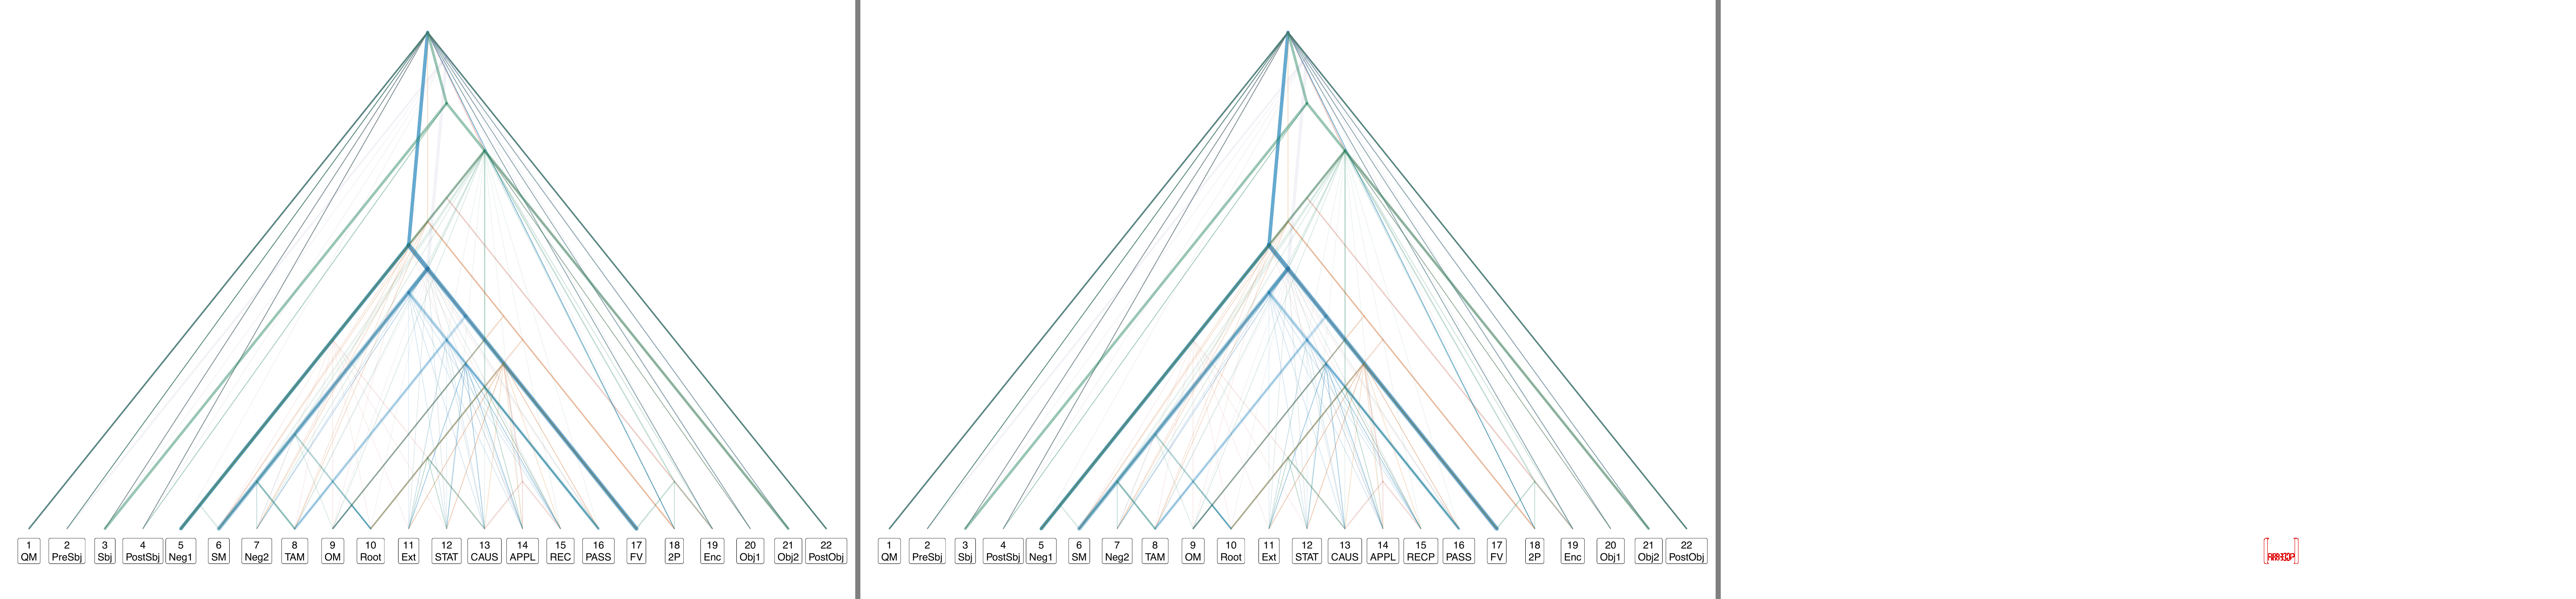 1 2 3 4 5 6 7 8 9 10 11 12 13 14 15 16 17 18 19 20 21 22
QM PreSbj Sbj PostSbj Neg1 SM Neg2 TAM OM Root Ext STAT CAUS APPL REC PASS FV 2P Enc Obj1 Obj2 PostObj
1 2 3 4 5 6 7 8 9 10 11 12 13 14 15 16 17 18 19 20 21 22
QM PreSbj Sbj PostSbj Neg1 SM Neg2 TAM OM Root Ext STAT CAUS APPL RECP PASS FV 2P Enc Obj1 Obj2 PostObj